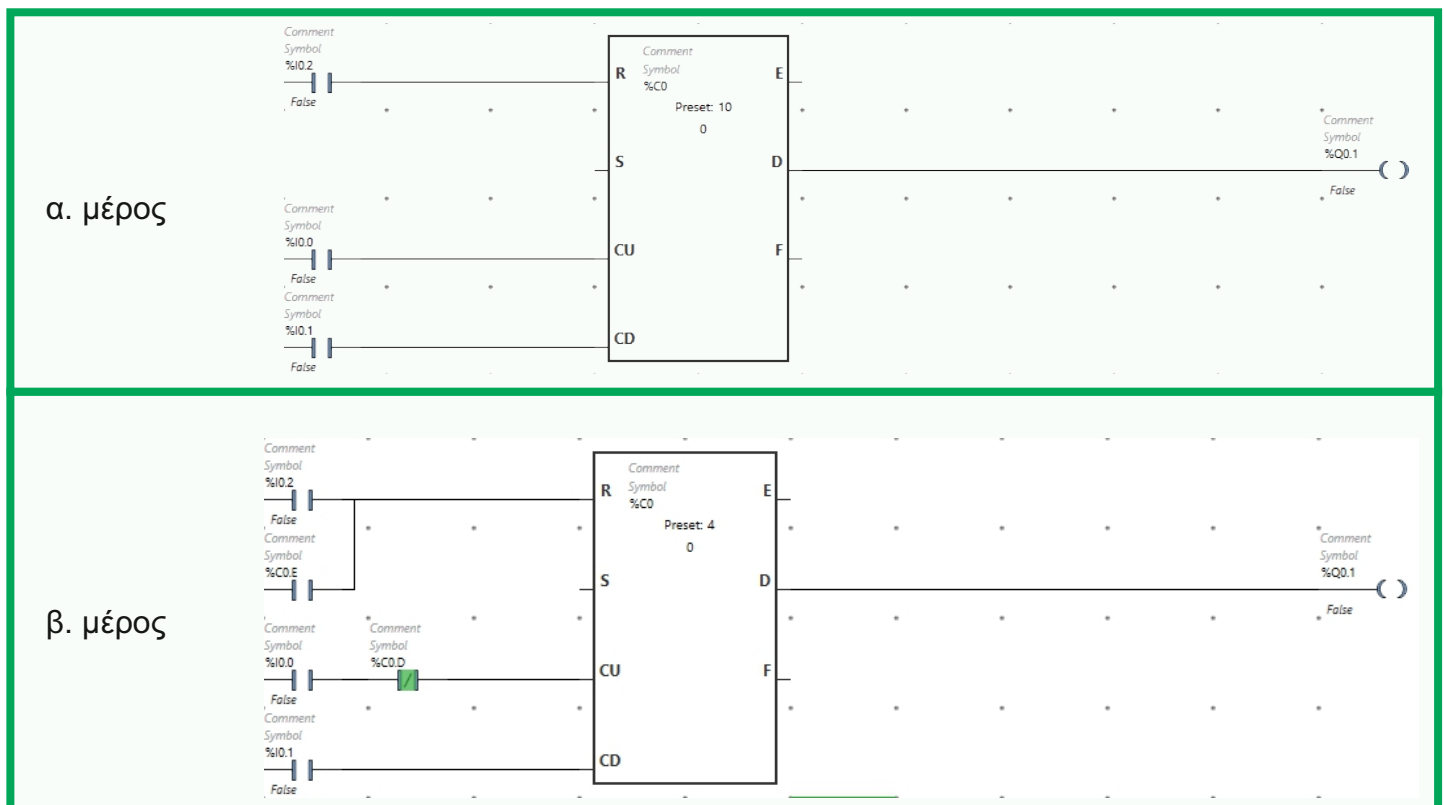 Comment
Symbol
%I0.2
False
R
Comment
Symbol
%C0
Preset: 10
0
E
S
D
Comment
Symbol
%Q0.1
False
α. μέρος
Comment
Symbol
%I0.0
False
CU
F
Comment
Symbol
%I0.1
False
CD
Comment
Symbol
%I0.2
False
R
Comment
Symbol
%C0
Preset: 4
0
E
Comment
Symbol
%C0.E
S
D
Comment
Symbol
%Q0.1
False
β. μέρος
Comment
Symbol
%I0.0
False
Comment
Symbol
%C0.D
CU
F
Comment
Symbol
%I0.1
False
CD